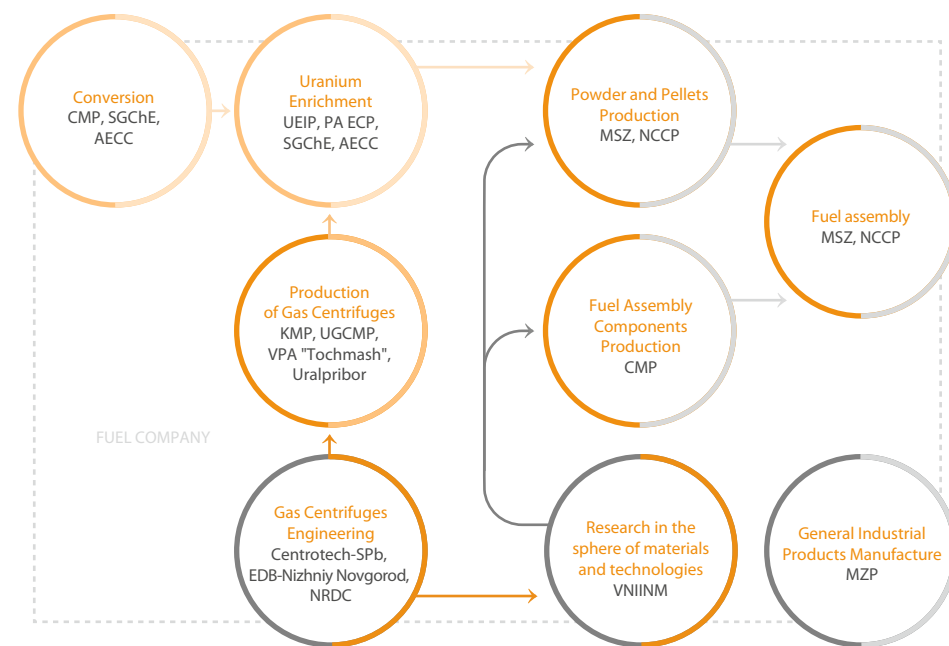 Conversion
CMP, SGChE,
AECC
Uranium
Enrichment
UEIP, PA ECP,
SGChE, AECC
Powder and Pellets
Production
MSZ, NCCP
Fuel assembly
MSZ, NCCP
Production
of Gas Centrifuges
KMP, UGCMP,
VPA "Tochmash",
Uralpribor
Fuel Assembly
Components
Production
CMP
FUEL COMPANY
Gas Centrifuges
Engineering
Centrotech-SPb,
EDB-Nizhniy Novgorod,
NRDC
Research in the
sphere of materials
and technologies
VNIINM
General Industrial
Products Manufacture
MZP